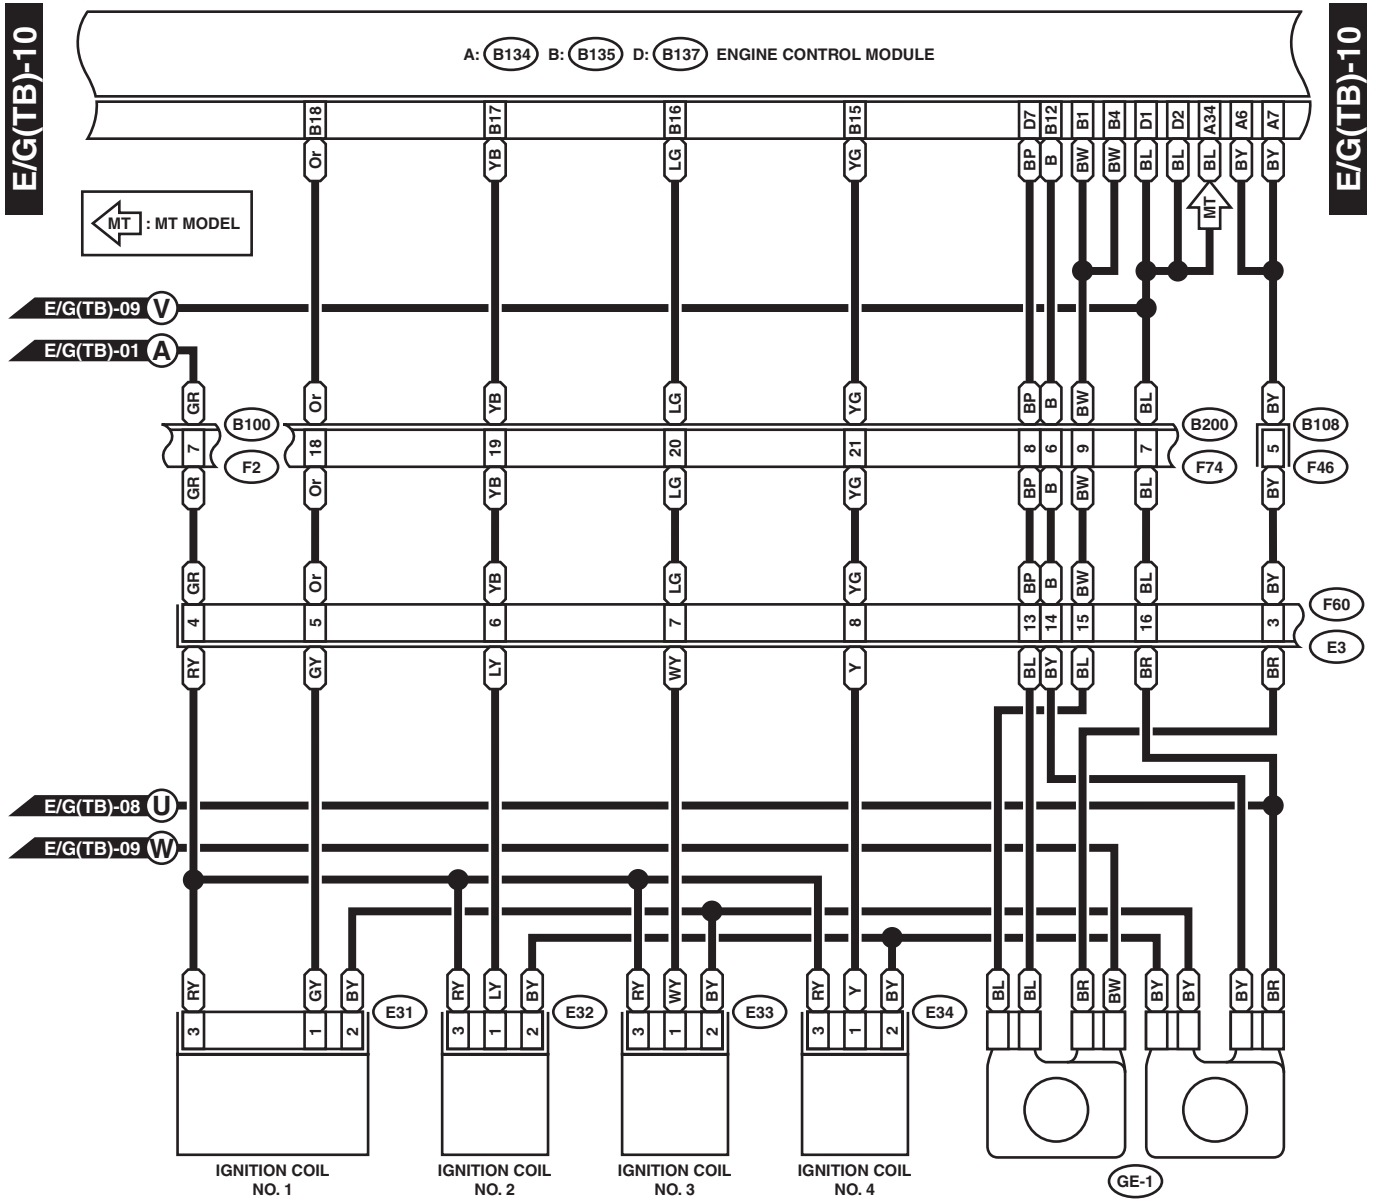 E/G(TB)-10
E/G(TB)-10
A: B134 B: B135 D: B137 ENGINE CONTROL MODULE
B18 B17 B16 B15 D7 B12 B1 B4 D1 D2 A34 A6 A7
Or YB LG YG BP B BW BW BL BL BL BY BY
MT : MT MODEL
MT
E/G(TB)-09 V
E/G(TB)-01 A
GR Or YB LG YG BP B BW BL BY
B100 B200 B108
7 18 19 20 21 8 6 9 7 5
F2 F74 F46
GR Or YB LG YG BP B BW BL BY
GR Or YB LG YG BP B BW BL BY
F60
4 5 6 7 8 13 14 15 16 3
E3
RY GY LY WY Y BL BY BL BR BR
E/G(TB)-08 U
E/G(TB)-09 W
RY GY BY RY LY BY RY WY BY RY Y BY BL BL BR BW BY BY BY BR
E31 E32 E33 E34
3 1 2 3 1 2 3 1 2 3 1 2
IGNITION COIL
NO. 1
IGNITION COIL
NO. 2
IGNITION COIL
NO. 3
IGNITION COIL
NO. 4
GE-1